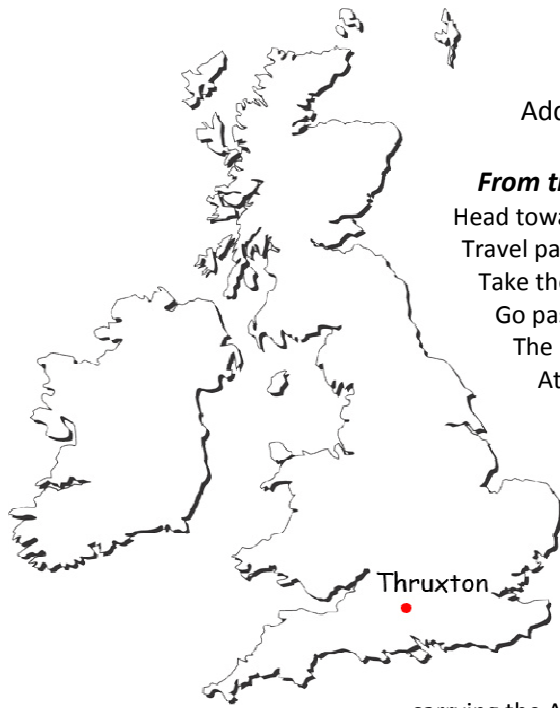 Add
From th
Head towa
Travel pa
Take the
Go pa
The
At
Thruxton
carrying the A